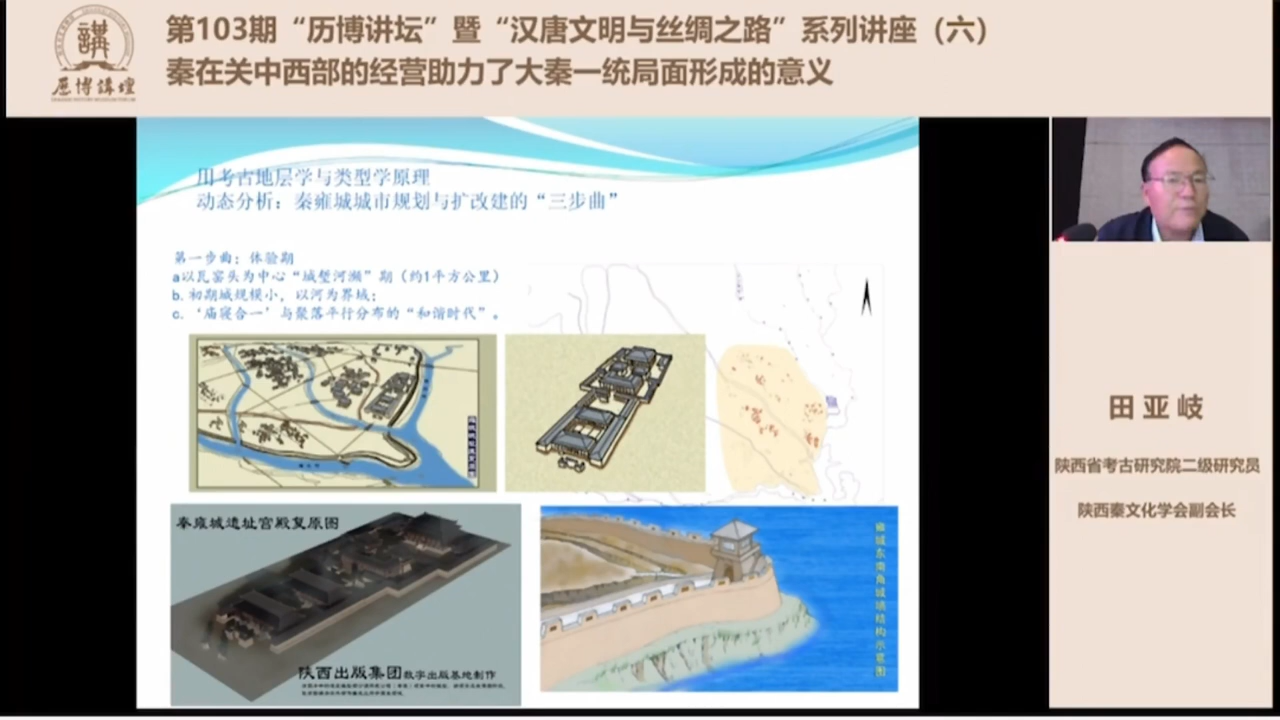 第103期“历博讲坛”暨“汉唐文明与丝绸之路”系列讲座（六）
秦在关中西部的经营助力了大秦一统局面形成的意义
講
历博講壇
用考古地层学与类型学原理
动态分析：秦雍城城市规划与扩改建的“三步曲”
第一步曲：体验期
a以瓦窑头为中心“城堑河濒”期（约1平方公里）
b. 初期城规模小，以河为界域；
c. ‘庙寝合一’与聚落平行分布的“和谐时代”。
秦雍城遗址宫殿复原图
陕西出版集团数字出版基地制作
雍城东南角城墙结构示意图
田亚岐
陕西省考古研究院二级研究员
陕西秦文化学会副会长